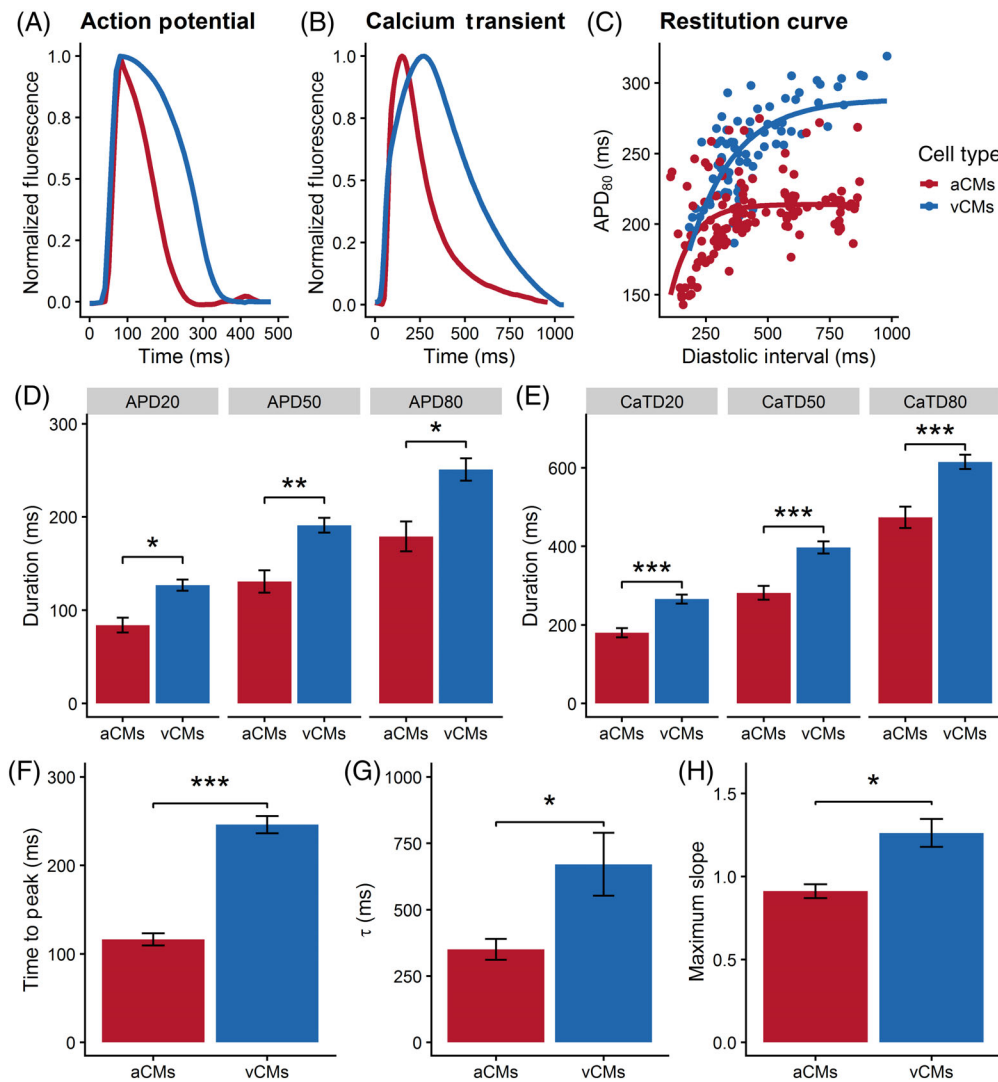 (A) Action potential
Normalized fluorescence
1.0
0.8
0.5
0.2
0.0
0 100 200 300 400 500
Time (ms)
(B) Calcium transient
Normalized fluorescence
1.0
0.8
0.5
0.2
0.0
0 250 500 750 1000
Time (ms)
(C) Restitution curve
APD80 (ms)
300
250
200
150
250 500 750 1000
Diastolic interval (ms)
Cell type
aCMs
vCMs
(D)
APD20 APD50 APD80
Duration (ms)
300
200
100
0
* ** *
aCMs vCMs aCMs vCMs aCMs vCMs
(E)
CaTD20 CaTD50 CaTD80
Duration (ms)
600
400
200
0
*** *** ***
aCMs vCMs aCMs vCMs aCMs vCMs
(F)
Time to peak (ms)
300
200
100
0
***
aCMs vCMs
(G)
τ (ms)
1000
750
500
250
0
*
aCMs vCMs
(H)
Maximum slope
1.5
1.0
0.5
0.0
*
aCMs vCMs